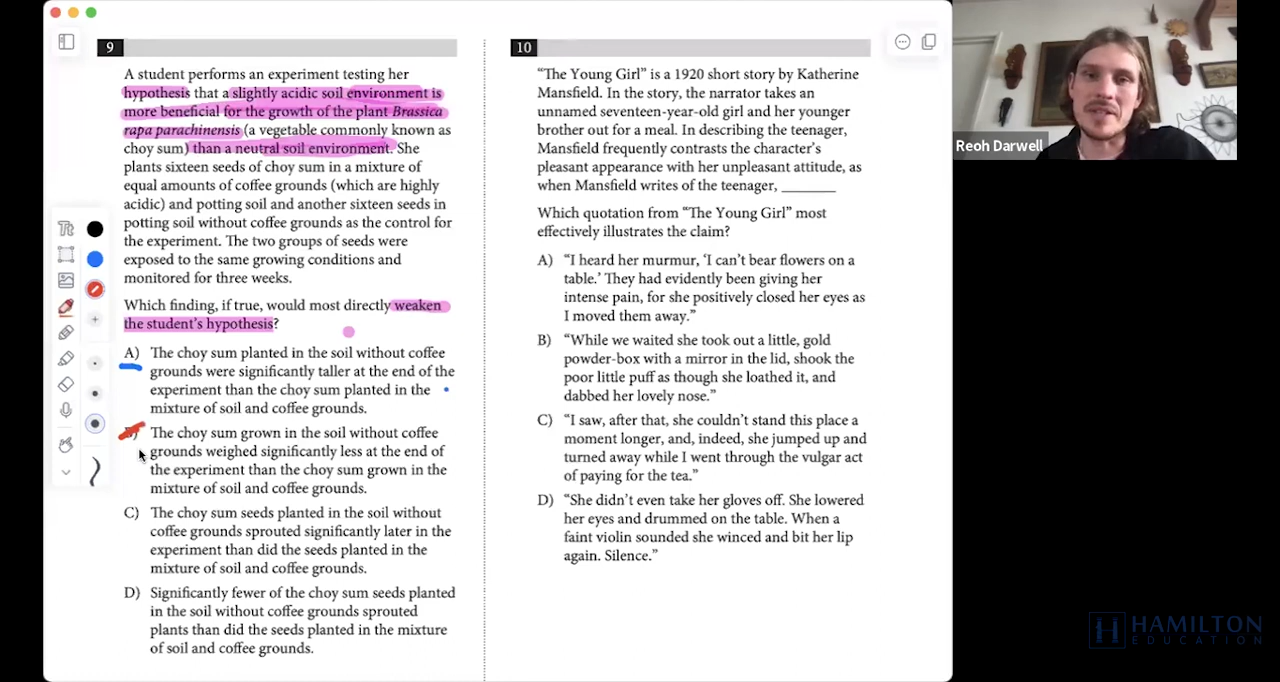 9
A student performs an experiment testing her
hypothesis that a slightly acidic soil environment is
more beneficial for the growth of the plant Brassica
rapa parachinensis (a vegetable commonly known as
choy sum) than a neutral soil environment. She
plants sixteen seeds of choy sum in a mixture of
equal amounts of coffee grounds (which are highly
acidic) and potting soil and another sixteen seeds in
potting soil without coffee grounds as the control for
the experiment. The two groups of seeds were
exposed to the same growing conditions and
monitored for three weeks.
Which finding, if true, would most directly weaken
the student's hypothesis?
A) The choy sum planted in the soil without coffee
grounds were significantly taller at the end of the
experiment than the choy sum planted in the
mixture of soil and coffee grounds.
The choy sum grown in the soil without coffee
grounds weighed significantly less at the end of
the experiment than the choy sum grown in the
mixture of soil and coffee grounds.
C) The choy sum seeds planted in the soil without
coffee grounds sprouted significantly later in the
experiment than did the seeds planted in the
mixture of soil and coffee grounds.
D) Significantly fewer of the choy sum seeds planted
in the soil without coffee grounds sprouted
plants than did the seeds planted in the mixture
of soil and coffee grounds.
10
“The Young Girl” is a 1920 short story by Katherine
Mansfield. In the story, the narrator takes an
unnamed seventeen-year-old girl and her younger
brother out for a meal. In describing the teenager,
Mansfield frequently contrasts the character's
pleasant appearance with her unpleasant attitude, as
when Mansfield writes of the teenager, ______
Which quotation from “The Young Girl” most
effectively illustrates the claim?
A) “I heard her murmur, ‘I can't bear flowers on a
table.’ They had evidently been giving her
intense pain, for she positively closed her eyes as
I moved them away.”
B) “While we waited she took out a little, gold
powder-box with a mirror in the lid, shook the
poor little puff as though she loathed it, and
dabbed her lovely nose.”
C) “I saw, after that, she couldn't stand this place a
moment longer, and, indeed, she jumped up and
turned away while I went through the vulgar act
of paying for the tea.”
D) “She didn't even take her gloves off. She lowered
her eyes and drummed on the table. When a
faint violin sounded she winced and bit her lip
again. Silence.”
Reoh Darwell
HAMILTON
EDUCATION